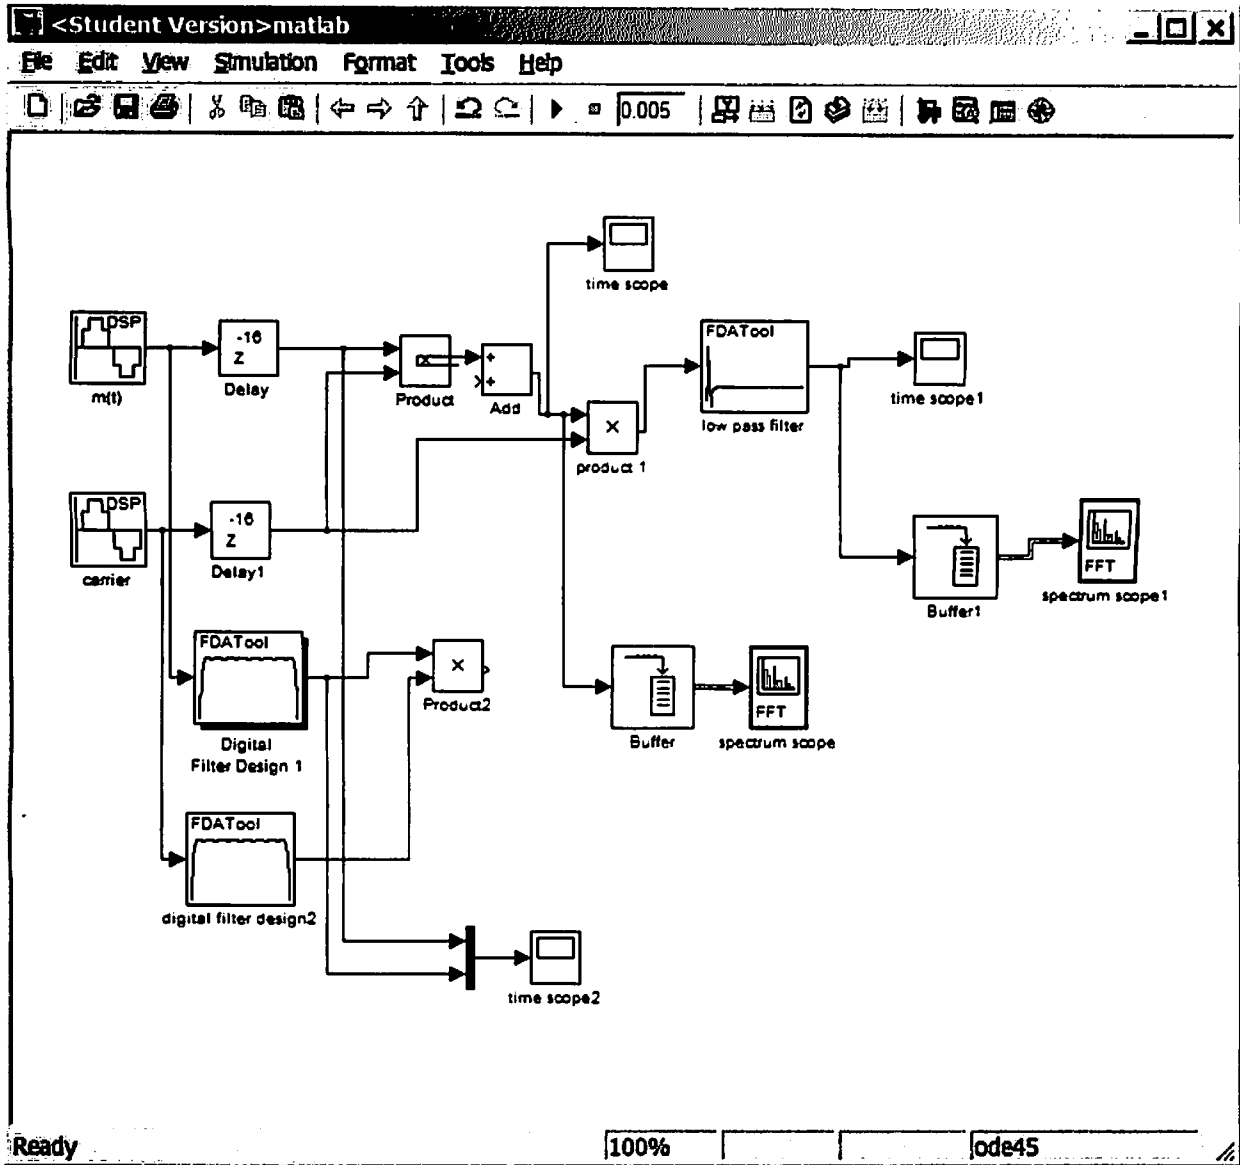 <Student Version>matlab
File Edit View Simulation Format Tools Help
0.005
time scope
DSP
m(t)
-16
Z
Delay
Product
Add
product 1
FDATool
low pass filter
time scope1
DSP
carrier
-16
Z
Delay1
Buffer1
FFT
spectrum scope1
FDATool
Digital
Filter Design 1
Product2
Buffer
FFT
spectrum scope
FDATool
digital filter design2
time scope2
Ready 100% ode45